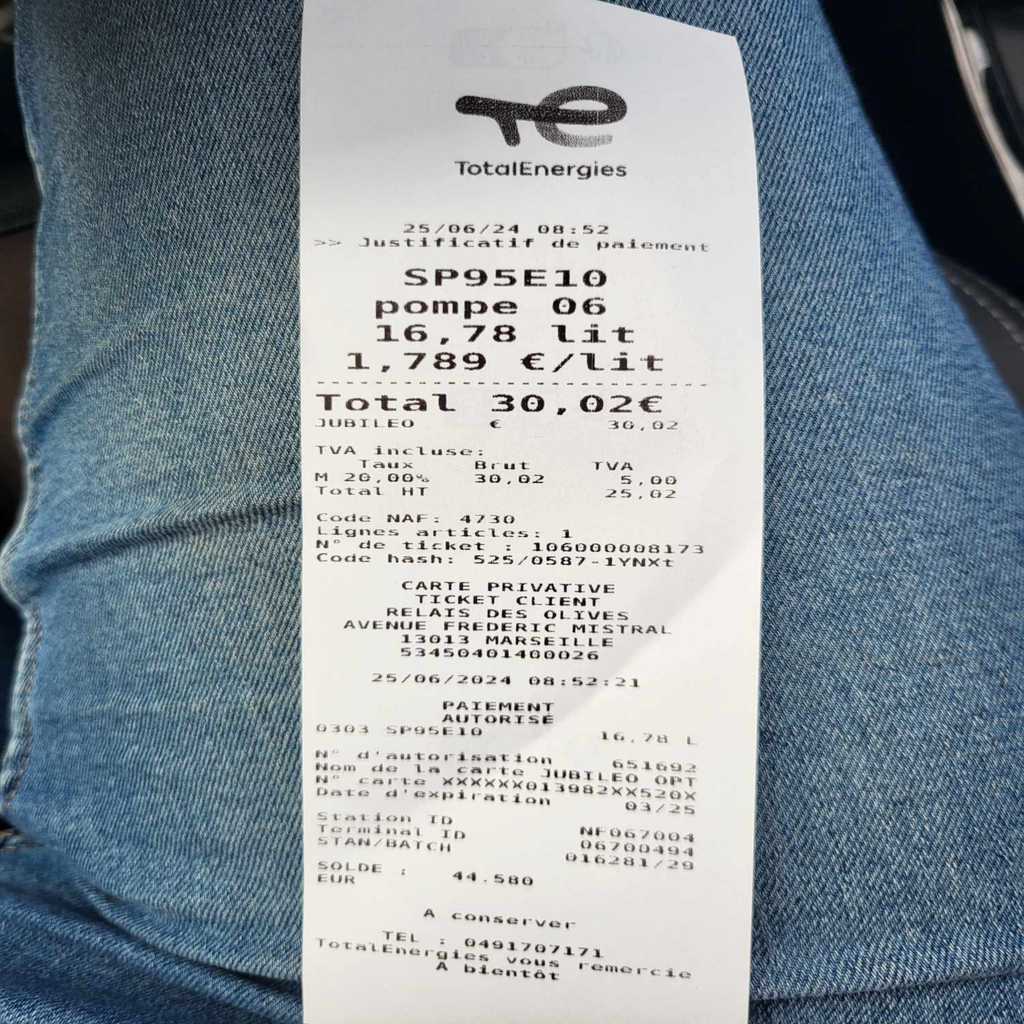 TotalEnergies
25/06/24 08:52
>> Justificatif de paiement
SP95E10
pompe 06
16,78 lit
1,789 €/lit
Total 30,02€
JUBILEO € 30,02
TVA incluse:
Taux Brut TVA
M 20,00% 30,02 5,00
Total HT 25,02
Code NAF: 4730
Lignes articles: 1
N° de ticket : 106000008173
Code hash: 525/0587-1YNXt
CARTE PRIVATIVE
TICKET CLIENT
RELAIS DES OLIVES
AVENUE FREDERIC MISTRAL
13013 MARSEILLE
53450401400026
25/06/2024 08:52:21
PAIEMENT
AUTORISÉ
0303 SP95E10 16.78 L
N° d'autorisation 651692
Nom de la carte JUBILEO OPT
N° carte XXXXXX013982XX520X
Date d'expiration 03/25
Station ID NF067004
Terminal ID 06700494
STAN/BATCH 016281/29
SOLDE : 44.580
EUR
A conserver
TEL : 0491707171
TotalEnergies vous remercie
A bientôt